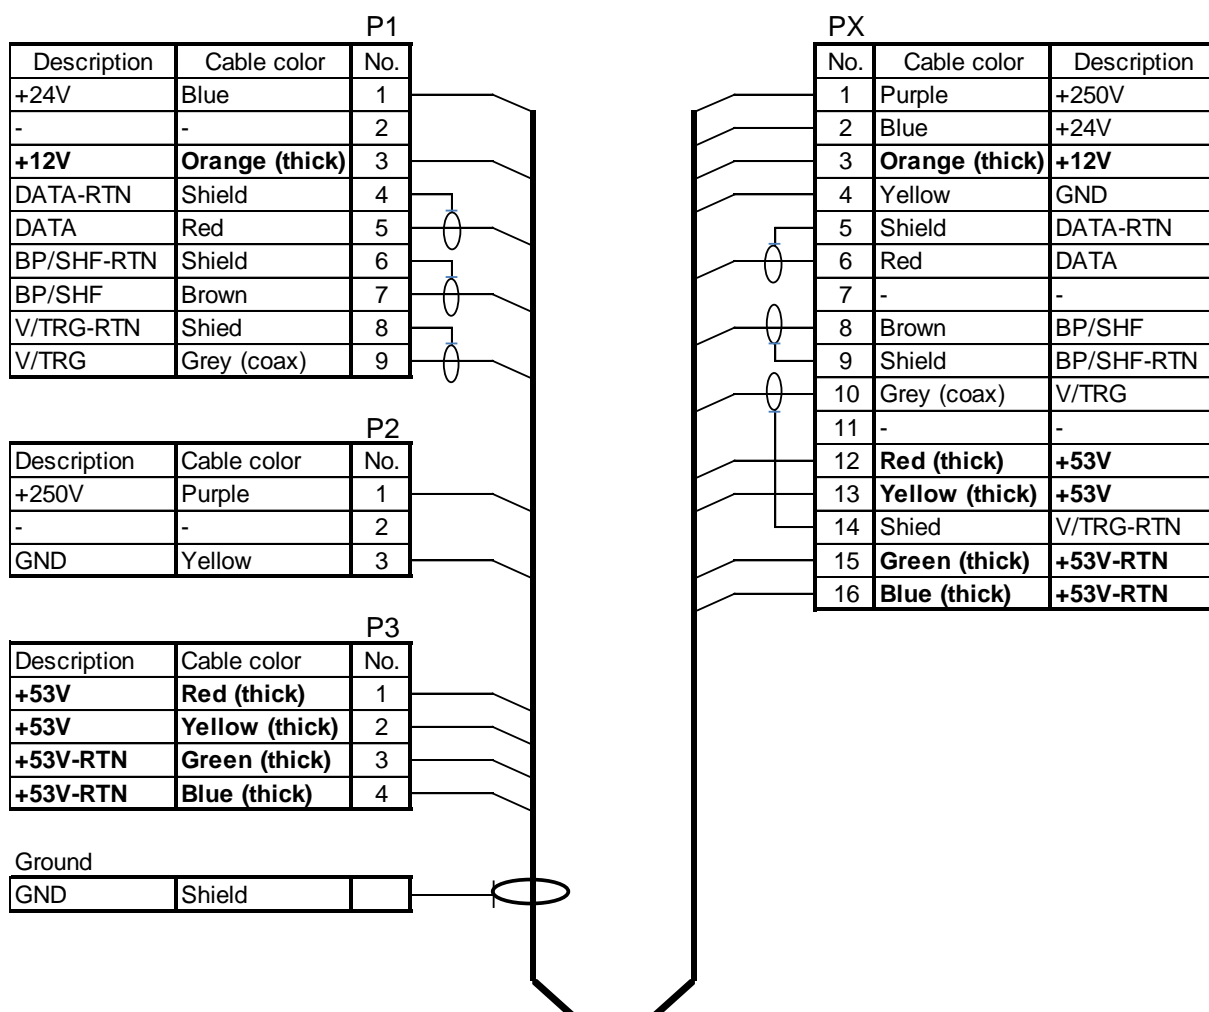 P1
Description Cable color No.
+24V Blue 1
- - 2
+12V Orange (thick) 3
DATA-RTN Shield 4
DATA Red 5
BP/SHF-RTN Shield 6
BP/SHF Brown 7
V/TRG-RTN Shied 8
V/TRG Grey (coax) 9
P2
Description Cable color No.
+250V Purple 1
- - 2
GND Yellow 3
P3
Description Cable color No.
+53V Red (thick) 1
+53V Yellow (thick) 2
+53V-RTN Green (thick) 3
+53V-RTN Blue (thick) 4
Ground
GND Shield
PX
No. Cable color Description
1 Purple +250V
2 Blue +24V
3 Orange (thick) +12V
4 Yellow GND
5 Shield DATA-RTN
6 Red DATA
7 - -
8 Brown BP/SHF
9 Shield BP/SHF-RTN
10 Grey (coax) V/TRG
11 - -
12 Red (thick) +53V
13 Yellow (thick) +53V
14 Shied V/TRG-RTN
15 Green (thick) +53V-RTN
16 Blue (thick) +53V-RTN